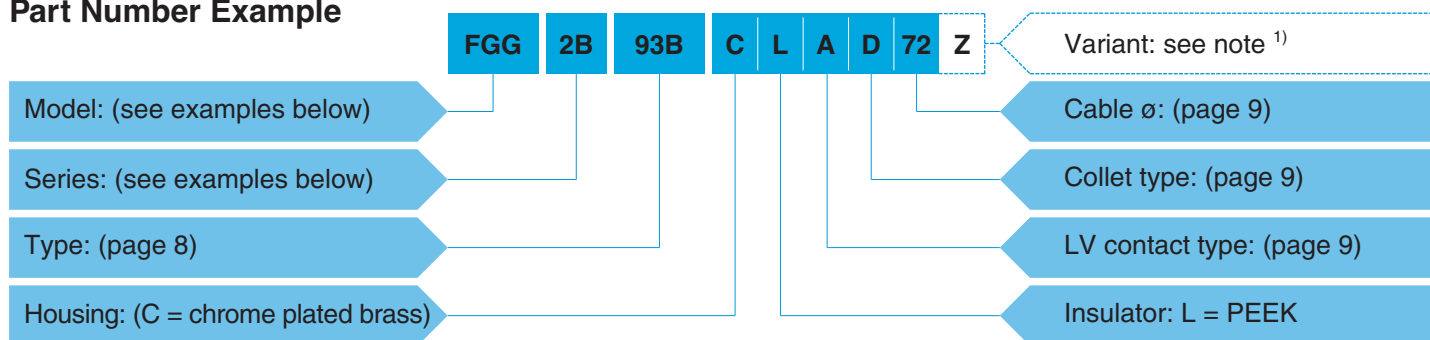 Part Number Example
FGG 2B 93B C L A D 72 Z
Variant: see note 1)
Model: (see examples below)
Cable ø: (page 9)
Series: (see examples below)
Collet type: (page 9)
Type: (page 8)
LV contact type: (page 9)
Housing: (C = chrome plated brass)
Insulator: L = PEEK